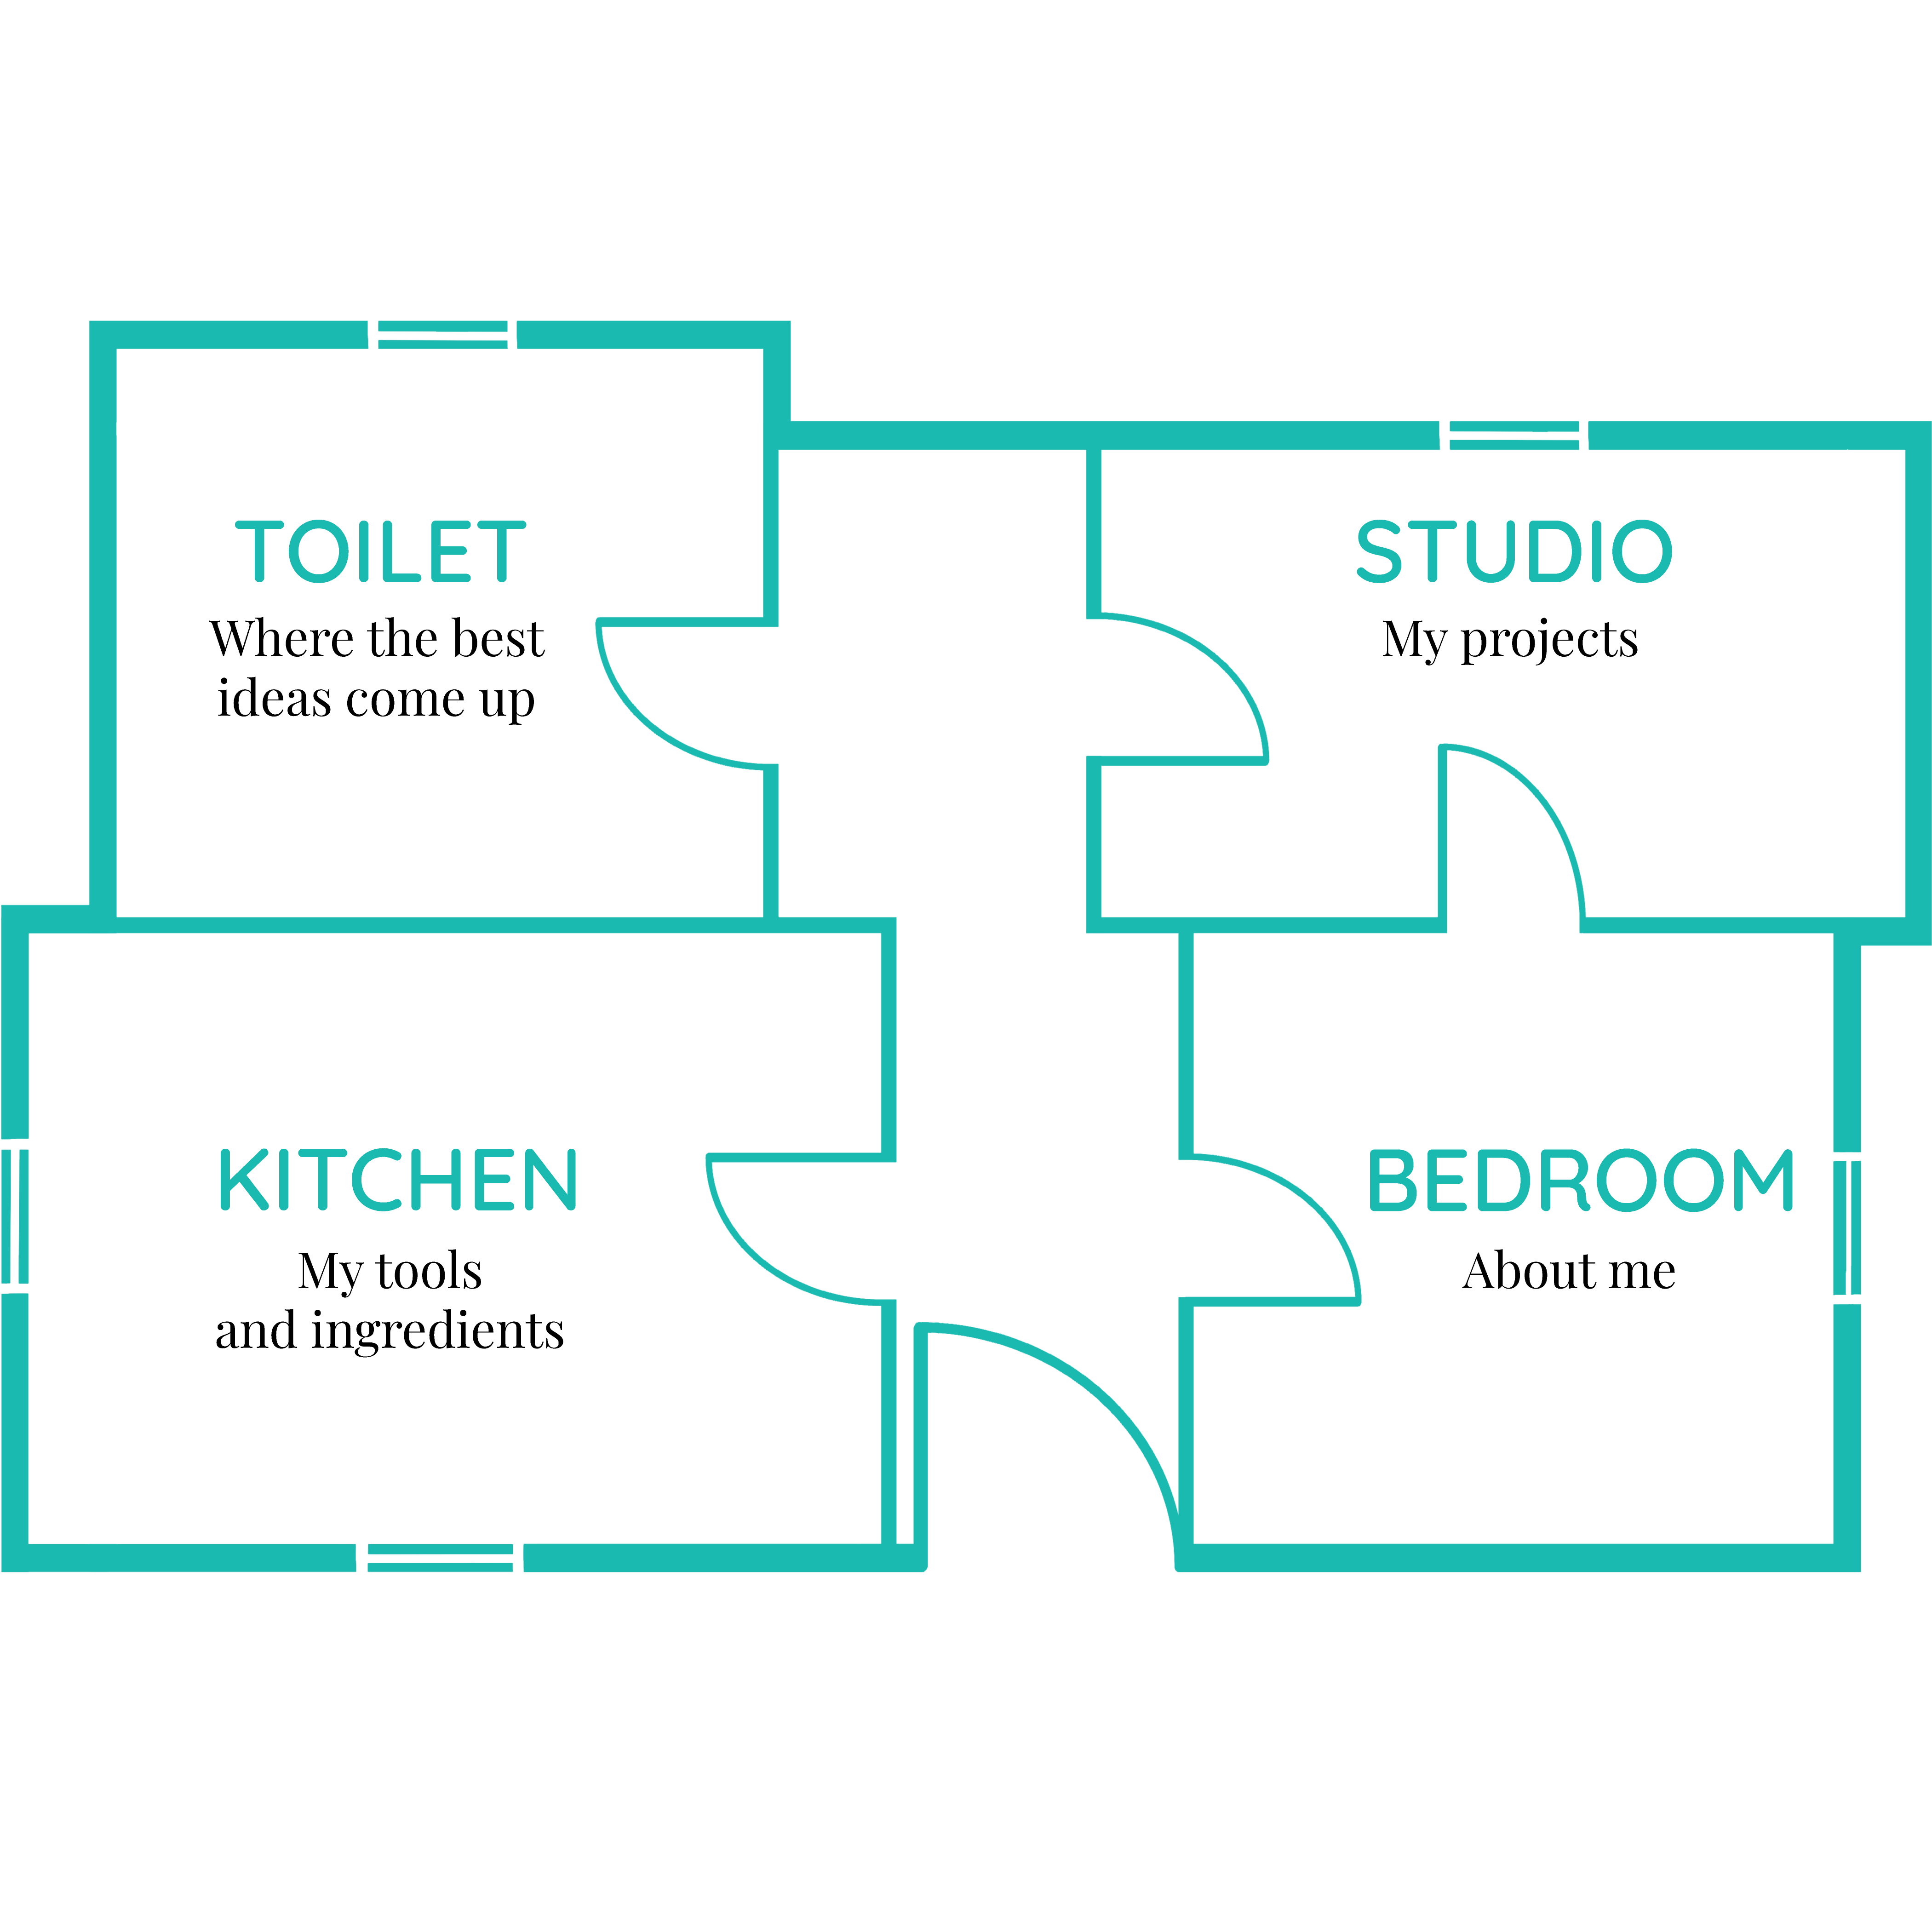 TOILET
Where the best
ideas come up
STUDIO
My projects
KITCHEN
My tools
and ingredients
BEDROOM
About me